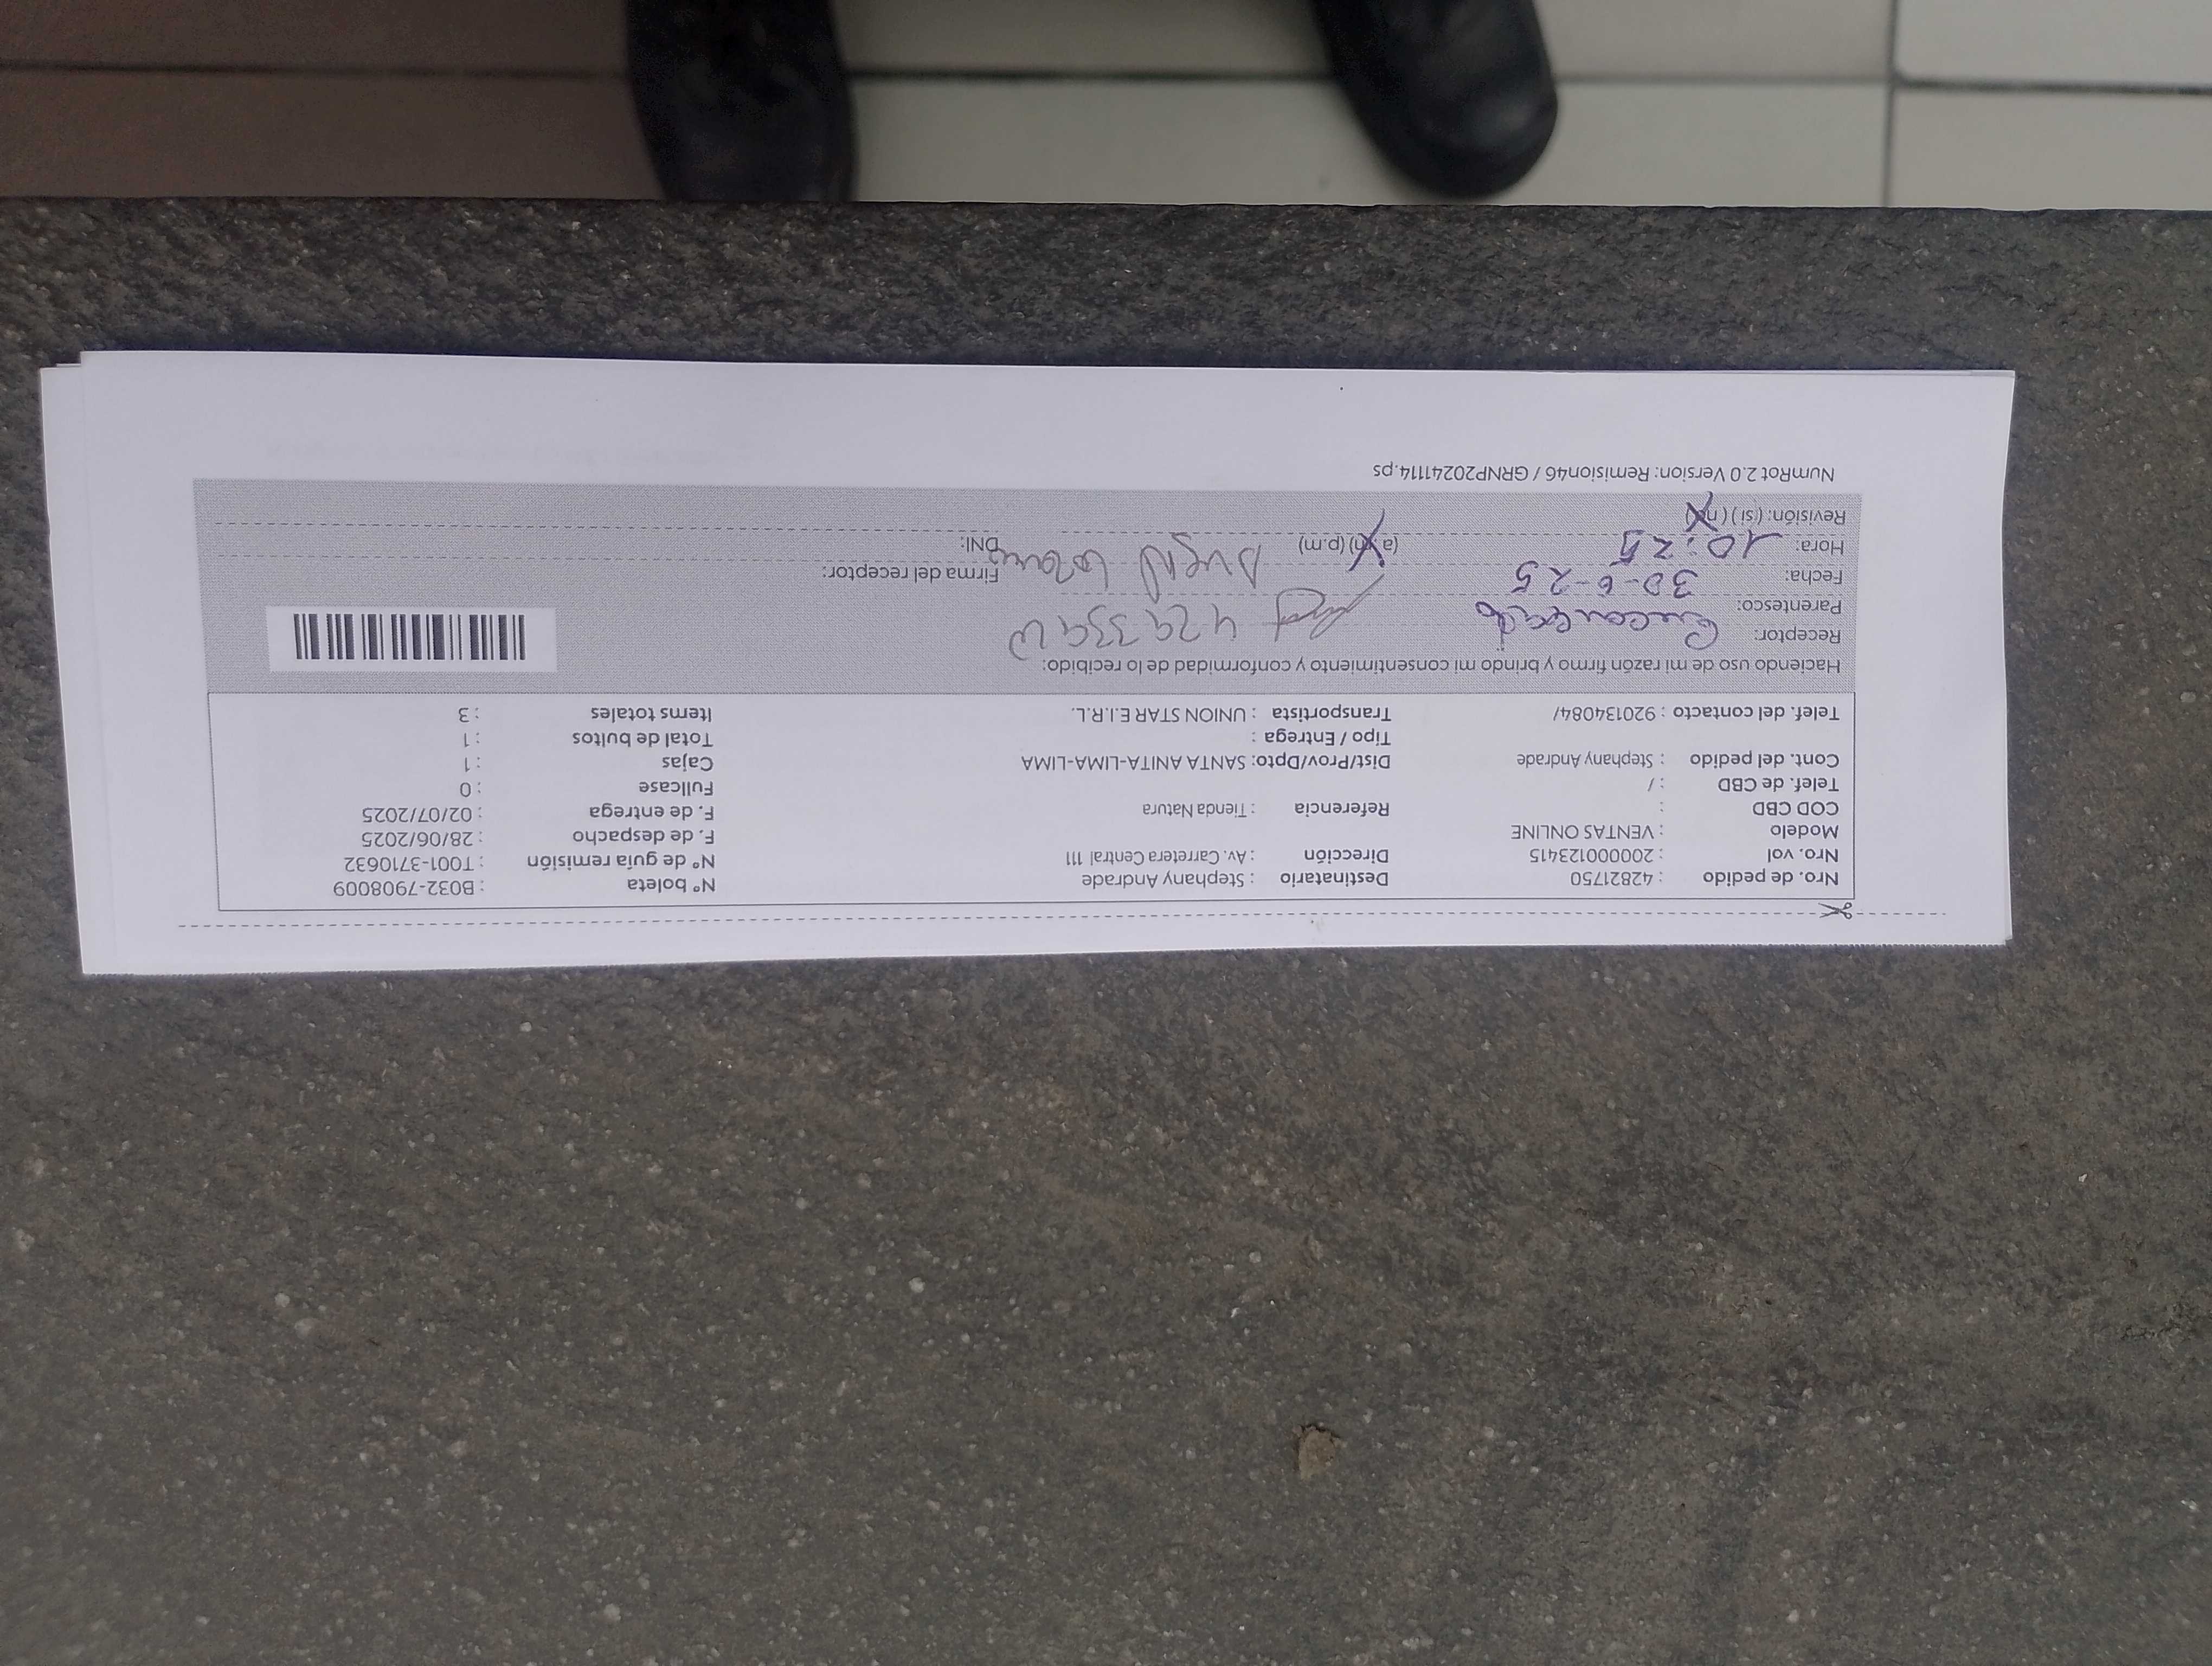 Nro. de pedido : 42821750 Destinatario : Stephany Andrade N° boleta : B032-7908009
Nro. vol : 200000123415 Dirección : Av. Carretera Central 111 N° de guía remisión : T001-3710632
Modelo : VENTAS ONLINE F. de despacho : 28/06/2025
COD CBD : Referencia : Tienda Natura F. de entrega : 02/07/2025
Telef. de CBD : / Fullcase : 0
Cont. del pedido : Stephany Andrade Dist/Prov/Dpto: SANTA ANITA-LIMA-LIMA Cajas : 1
Tipo / Entrega : Total de bultos : 1
Telef. del contacto : 920134084/ Transportista : UNION STAR E.I.R.L. Items totales : 3
Haciendo uso de mi razón firmo y brindo mi consentimiento y conformidad de lo recibido:
Receptor:
Parentesco: Encargado
Fecha: 30-6-25 Firma del receptor:
Hora: 10:25 (a.m) (p.m) DNI:
Revisión: (si) (no)
NumRot 2.0 Version: Remision46 / GRNP20241114.ps